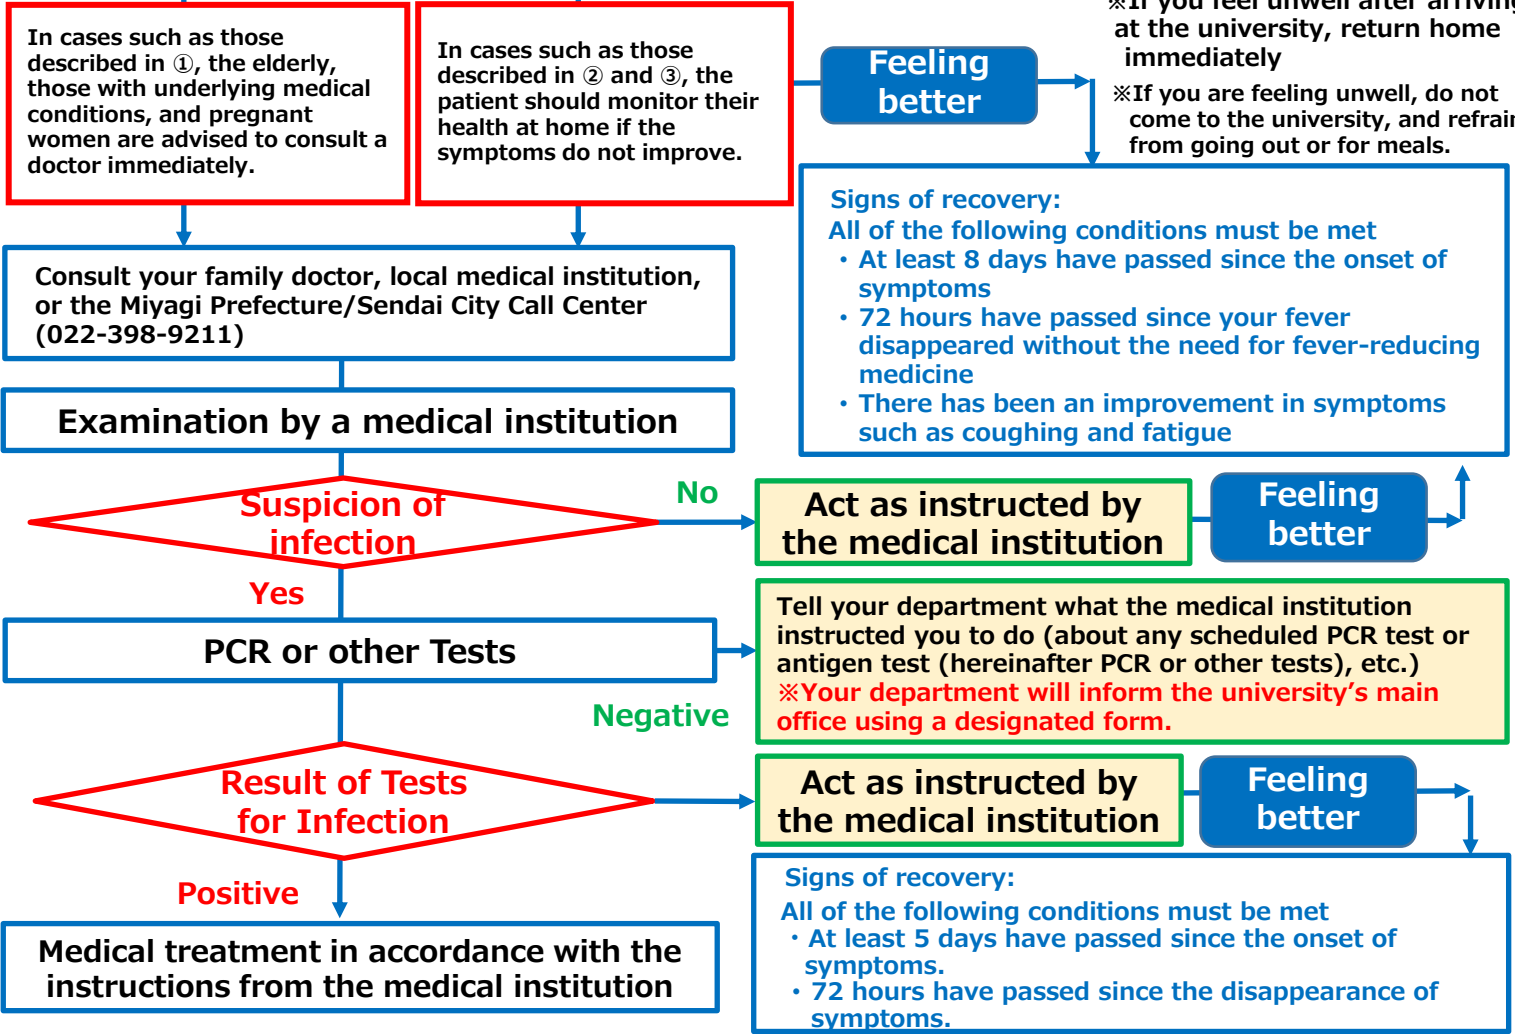 ※If you feel unwell after arriving
at the university, return home
immediately
※If you are feeling unwell, do not
come to the university, and refrain
from going out or for meals.
In cases such as those
described in ①, the elderly,
those with underlying medical
conditions, and pregnant
women are advised to consult a
doctor immediately.
In cases such as those
described in ② and ③, the
patient should monitor their
health at home if the
symptoms do not improve.
Feeling
better
Signs of recovery:
All of the following conditions must be met
・At least 8 days have passed since the onset of
symptoms
・72 hours have passed since your fever
disappeared without the need for fever-reducing
medicine
・There has been an improvement in symptoms
such as coughing and fatigue
Consult your family doctor, local medical institution,
or the Miyagi Prefecture/Sendai City Call Center
(022-398-9211)
Examination by a medical institution
Suspicion of
infection
No
Act as instructed by
the medical institution
Feeling
better
Yes
PCR or other Tests
Tell your department what the medical institution
instructed you to do (about any scheduled PCR test or
antigen test (hereinafter PCR or other tests), etc.)
※Your department will inform the university’s main
office using a designated form.
Negative
Result of Tests
for Infection
Act as instructed by
the medical institution
Feeling
better
Positive
Medical treatment in accordance with the
instructions from the medical institution
Signs of recovery:
All of the following conditions must be met
・At least 5 days have passed since the onset of
symptoms.
・72 hours have passed since the disappearance of
symptoms.